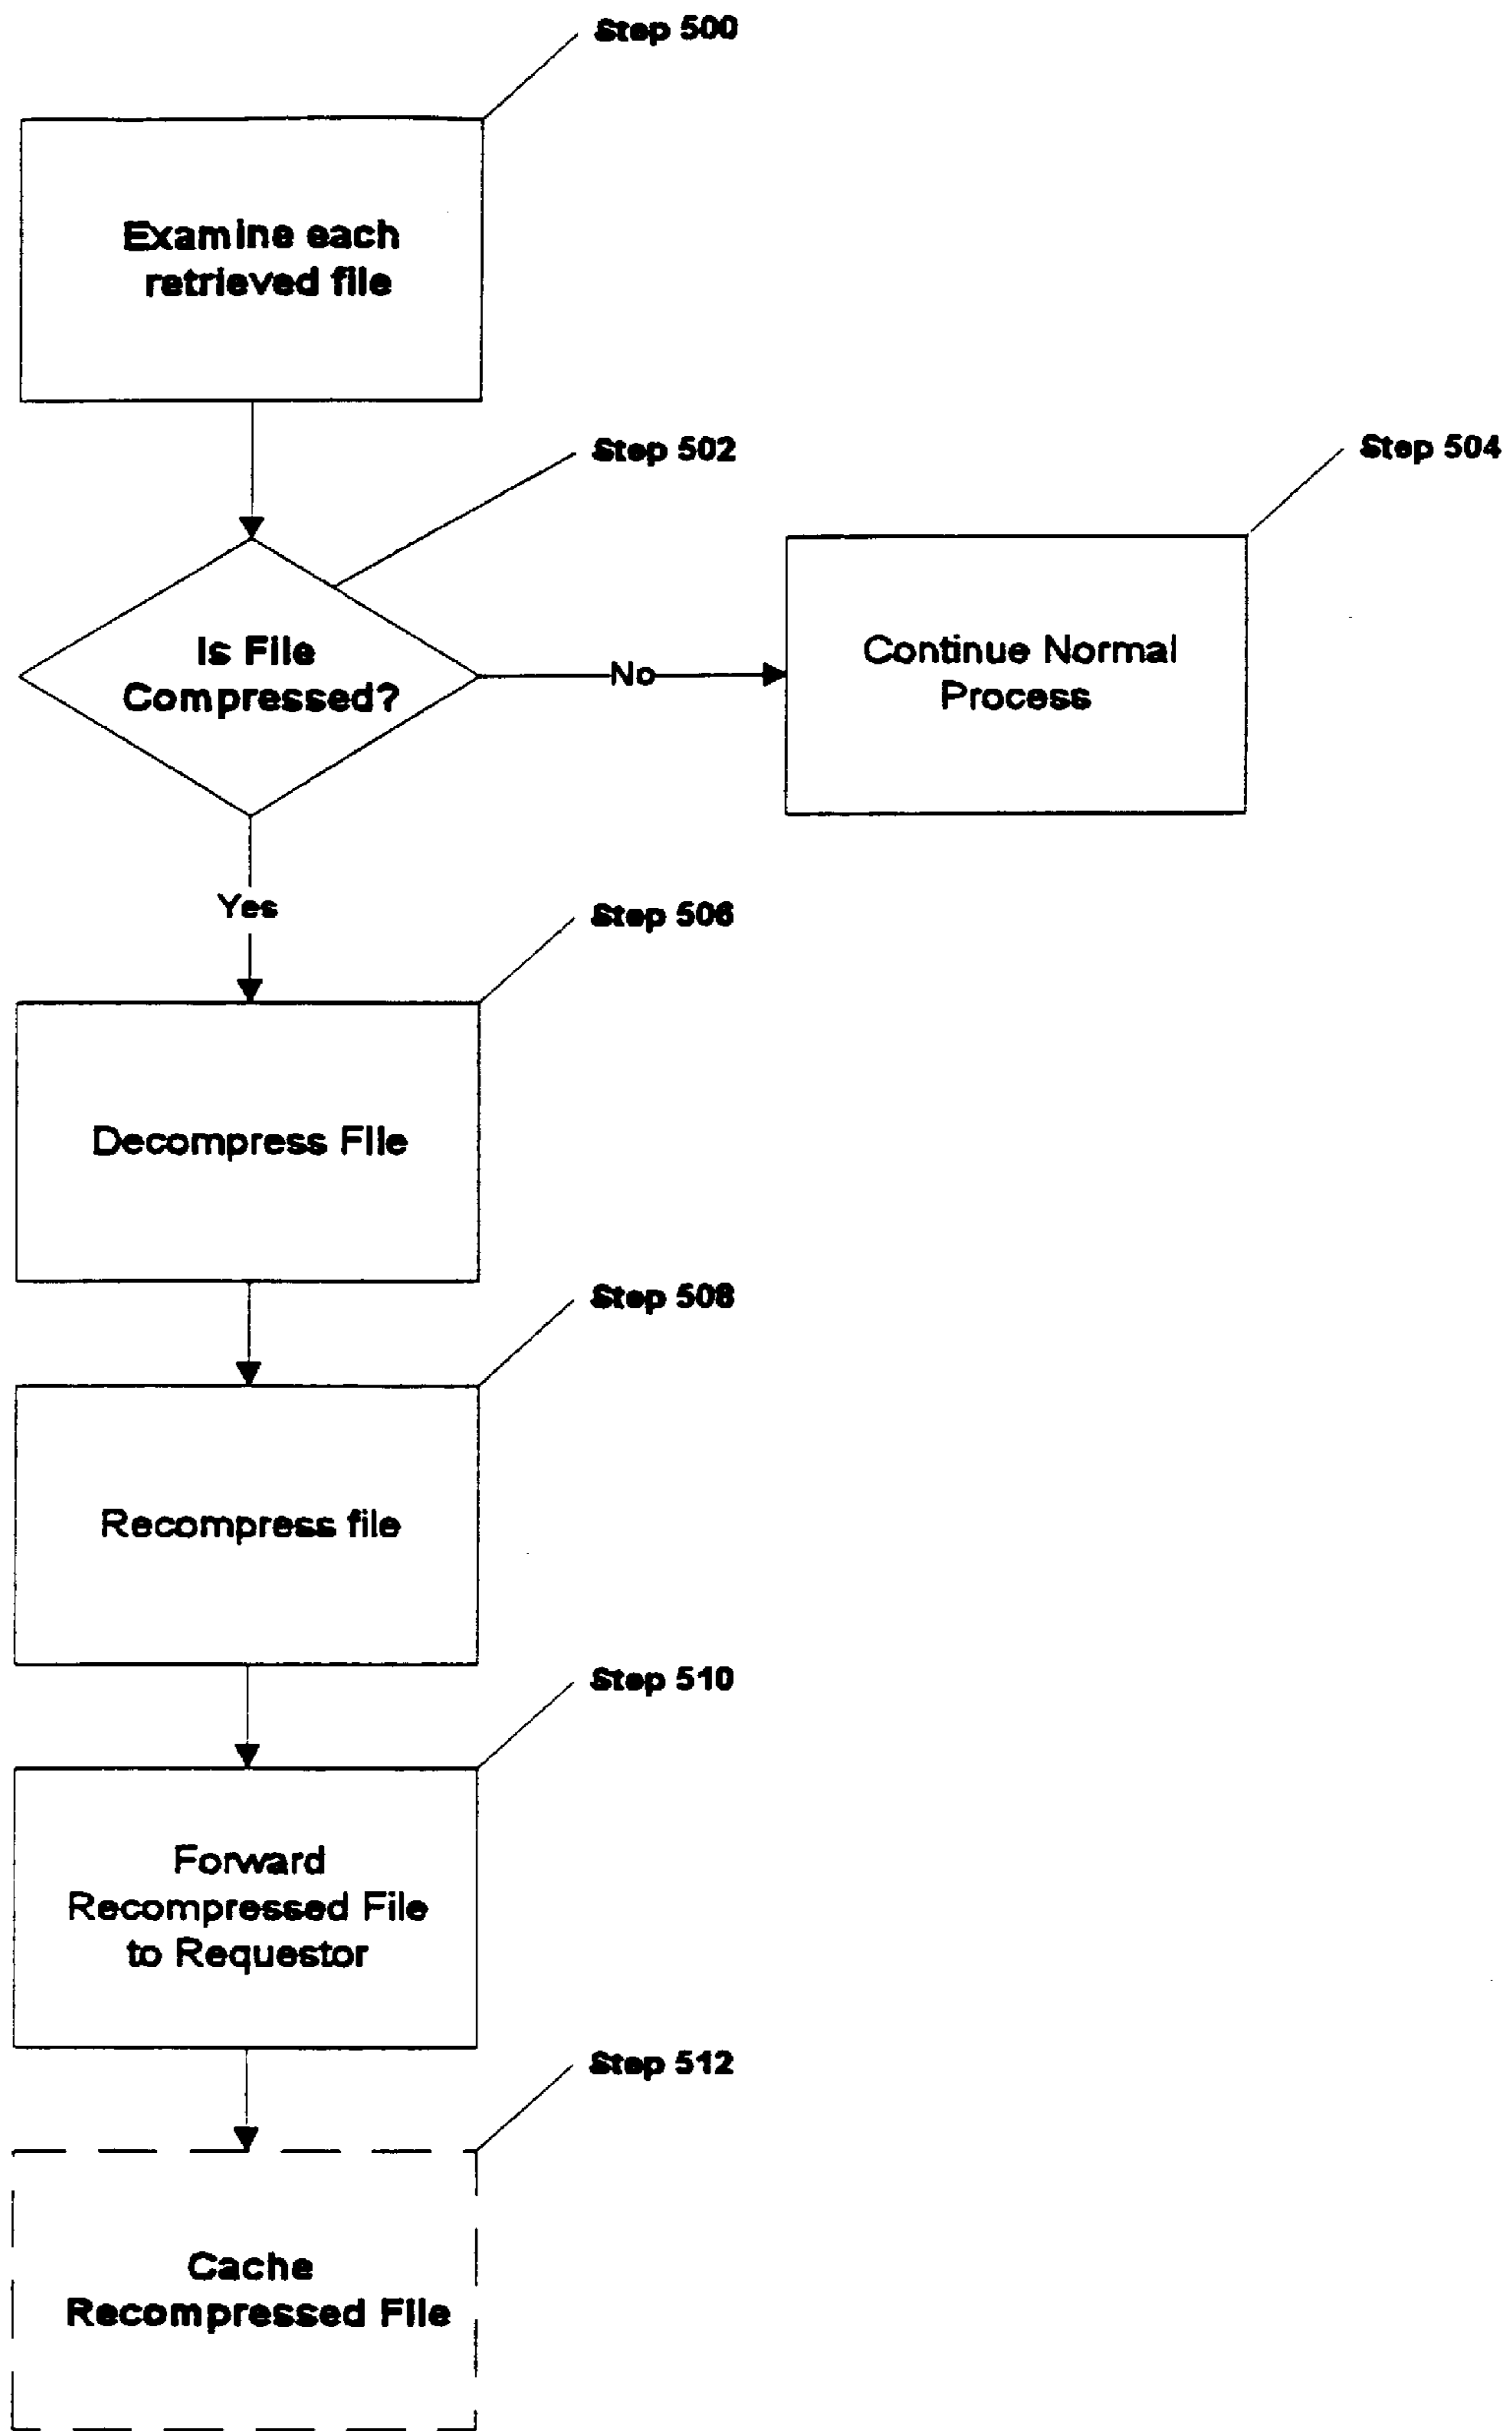 Step 500
Examine each
retrieved file
Step 502
Step 504
Is File
Compressed?
No
Continue Normal
Process
Yes
Step 506
Decompress File
Step 508
Recompress file
Step 510
Forward
Recompressed File
to Requestor
Step 512
Cache
Recompressed File